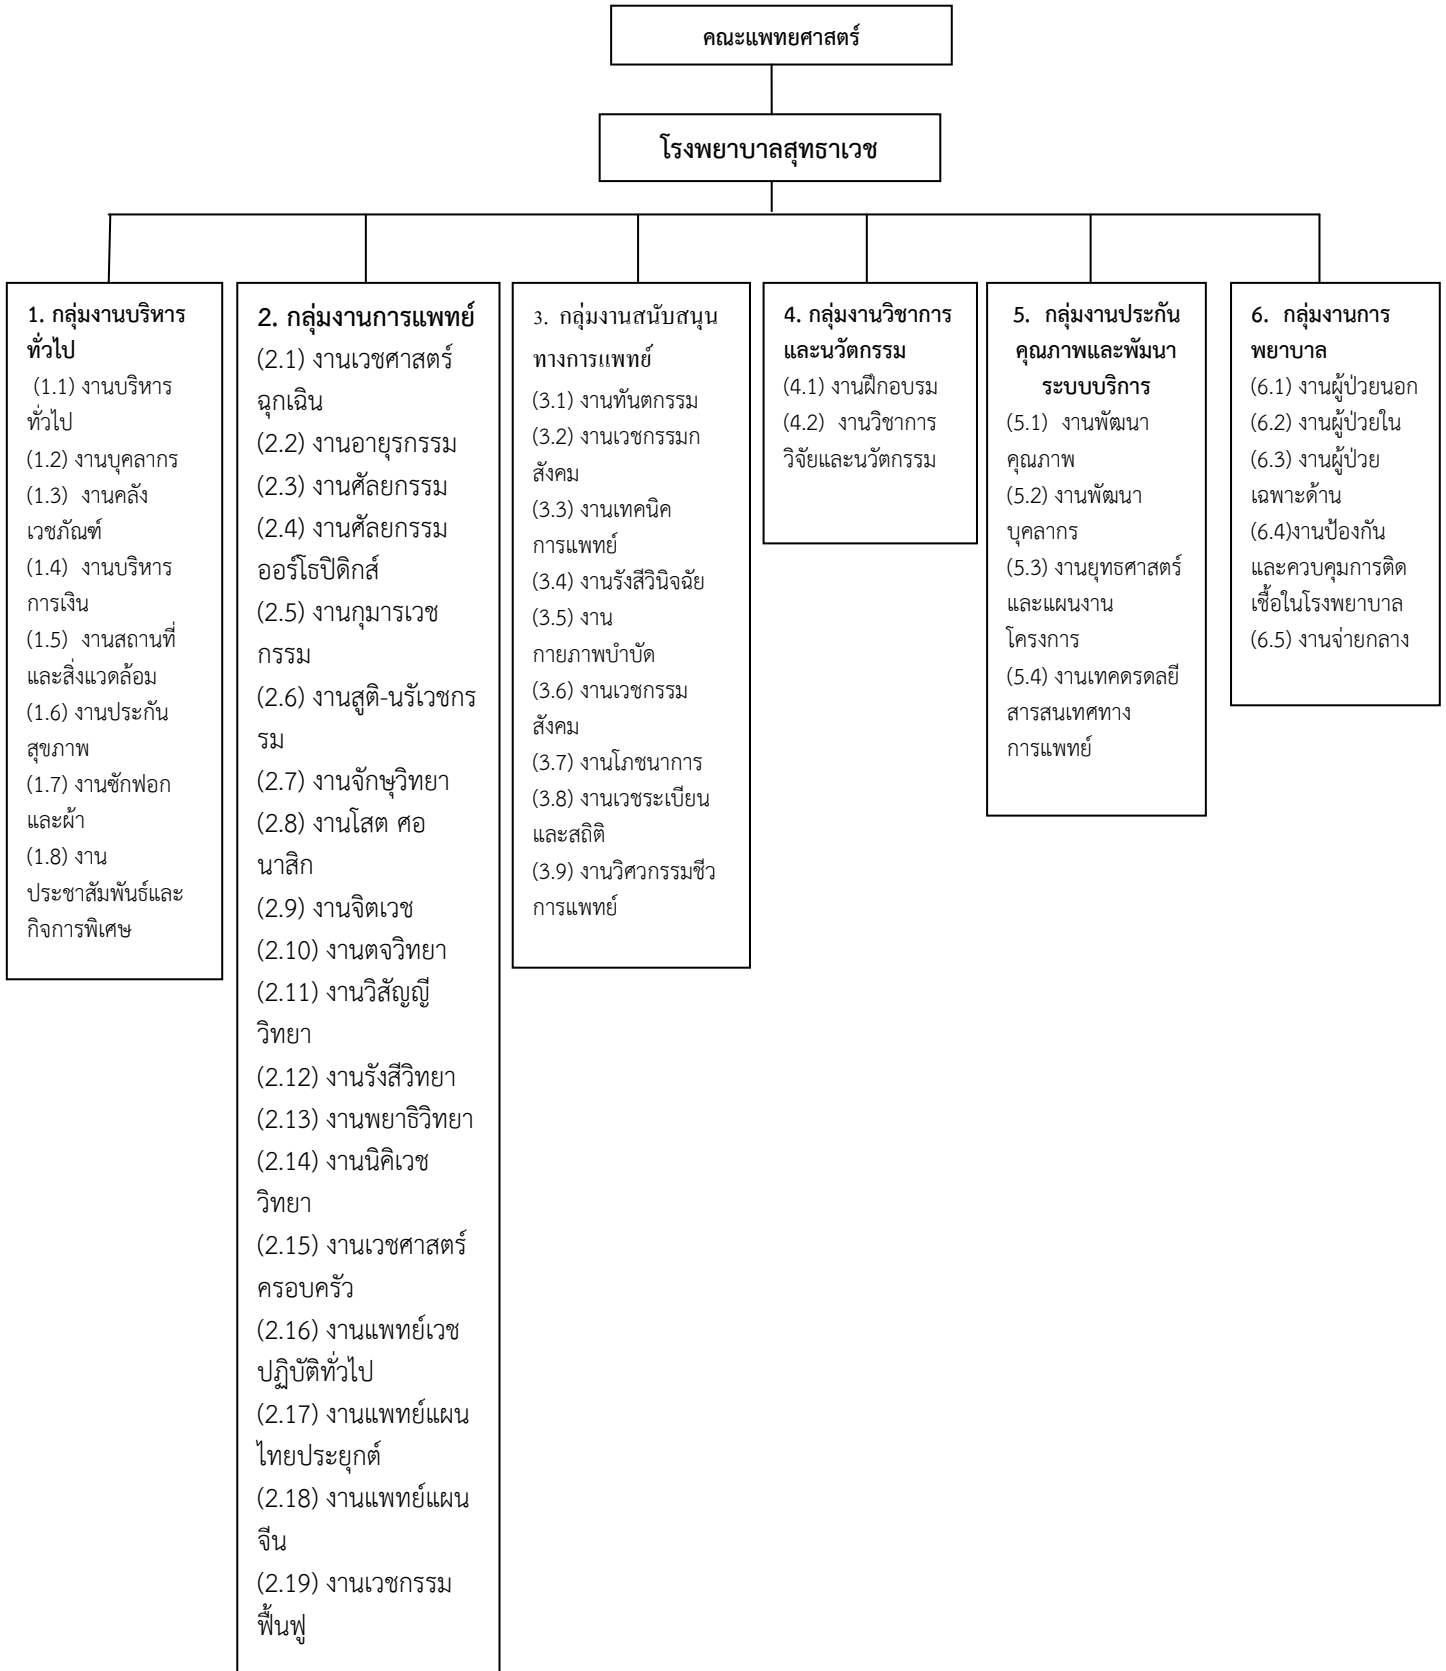 คณะแพทยศาสตร์
โรงพยาบาลสุทธาเวช
1. กลุ่มงานบริหาร
ทั่วไป
(1.1) งานบริหาร
ทั่วไป
(1.2) งานบุคลากร
(1.3) งานคลัง
เวชภัณฑ์
(1.4) งานบริหาร
การเงิน
(1.5) งานสถานที่
และสิ่งแวดล้อม
(1.6) งานประกัน
สุขภาพ
(1.7) งานซักฟอก
และผ้า
(1.8) งาน
ประชาสัมพันธ์และ
กิจการพิเศษ
2. กลุ่มงานการแพทย์
(2.1) งานเวชศาสตร์
ฉุกเฉิน
(2.2) งานอายุรกรรม
(2.3) งานศัลยกรรม
(2.4) งานศัลยกรรม
ออร์โธปิดิกส์
(2.5) งานกุมารเวช
กรรม
(2.6) งานสูติ-นรัเวชกร
รม
(2.7) งานจักษุวิทยา
(2.8) งานโสต ศอ
นาสิก
(2.9) งานจิตเวช
(2.10) งานตจวิทยา
(2.11) งานวิสัญญี
วิทยา
(2.12) งานรังสีวิทยา
(2.13) งานพยาธิวิทยา
(2.14) งานนิคิเวช
วิทยา
(2.15) งานเวชศาสตร์
ครอบครัว
(2.16) งานแพทย์เวช
ปฏิบัติทั่วไป
(2.17) งานแพทย์แผน
ไทยประยุกต์
(2.18) งานแพทย์แผน
จีน
(2.19) งานเวชกรรม
ฟื้นฟู
3. กลุ่มงานสนับสนุน
ทางการแพทย์
(3.1) งานทันตกรรม
(3.2) งานเวชกรรมก
สังคม
(3.3) งานเทคนิค
การแพทย์
(3.4) งานรังสีวินิจฉัย
(3.5) งาน
กายภาพบำบัด
(3.6) งานเวชกรรม
สังคม
(3.7) งานโภชนาการ
(3.8) งานเวชระเบียน
และสถิติ
(3.9) งานวิศวกรรมชีว
การแพทย์
4. กลุ่มงานวิชาการ
และนวัตกรรม
(4.1) งานฝึกอบรม
(4.2) งานวิชาการ
วิจัยและนวัตกรรม
5. กลุ่มงานประกัน
คุณภาพและพัมนา
ระบบบริการ
(5.1) งานพัฒนา
คุณภาพ
(5.2) งานพัฒนา
บุคลากร
(5.3) งานยุทธศาสตร์
และแผนงาน
โครงการ
(5.4) งานเทคดรดลยี
สารสนเทศทาง
การแพทย์
6. กลุ่มงานการ
พยาบาล
(6.1) งานผู้ป่วยนอก
(6.2) งานผู้ป่วยใน
(6.3) งานผู้ป่วย
เฉพาะด้าน
(6.4)งานป้องกัน
และควบคุมการติด
เชื้อในโรงพยาบาล
(6.5) งานจ่ายกลาง